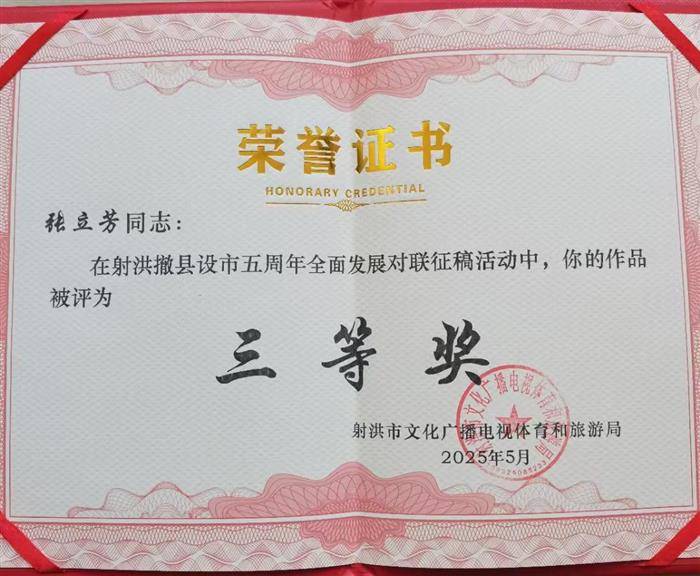 荣誉证书
HONORARY CREDENTIAL
张立芳同志：
在射洪撤县设市五周年全面发展对联征稿活动中，你的作品
被评为
三等奖
射洪市文化广播电视体育和旅游局
2025年5月